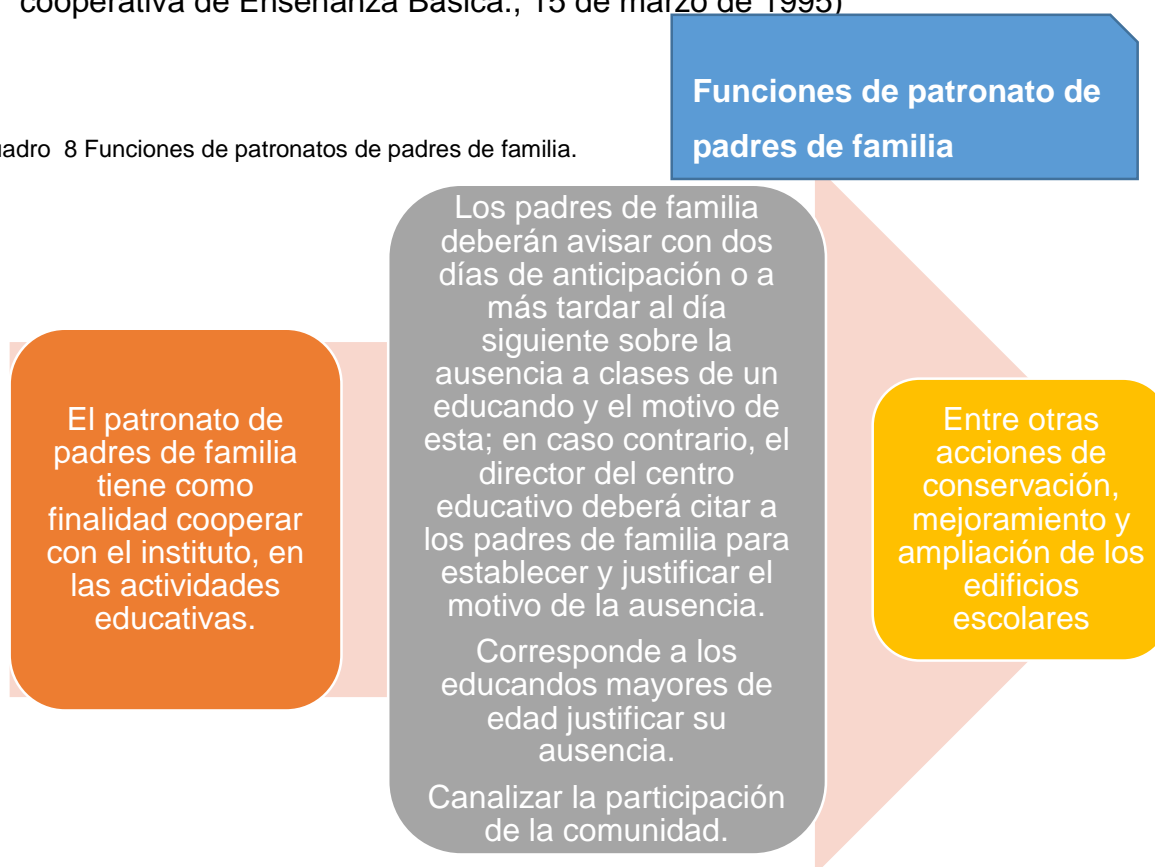 cooperativa de Enseñanza Básica., 15 de marzo de 1995)
Funciones de patronato de
padres de familia
8 Funciones de patronatos de padres de familia.
El patronato de
padres de familia
tiene como
finalidad cooperar
con el instituto, en
las actividades
educativas.
Los padres de familia
deberán avisar con dos
días de anticipación o a
más tardar al día
siguiente sobre la
ausencia a clases de un
educando y el motivo de
esta; en caso contrario, el
director del centro
educativo deberá citar a
los padres de familia para
establecer y justificar el
motivo de la ausencia.
Corresponde a los
educandos mayores de
edad justificar su
ausencia.
Canalizar la participación
de la comunidad.
Entre otras
acciones de
conservación,
mejoramiento y
ampliación de los
edificios
escolares